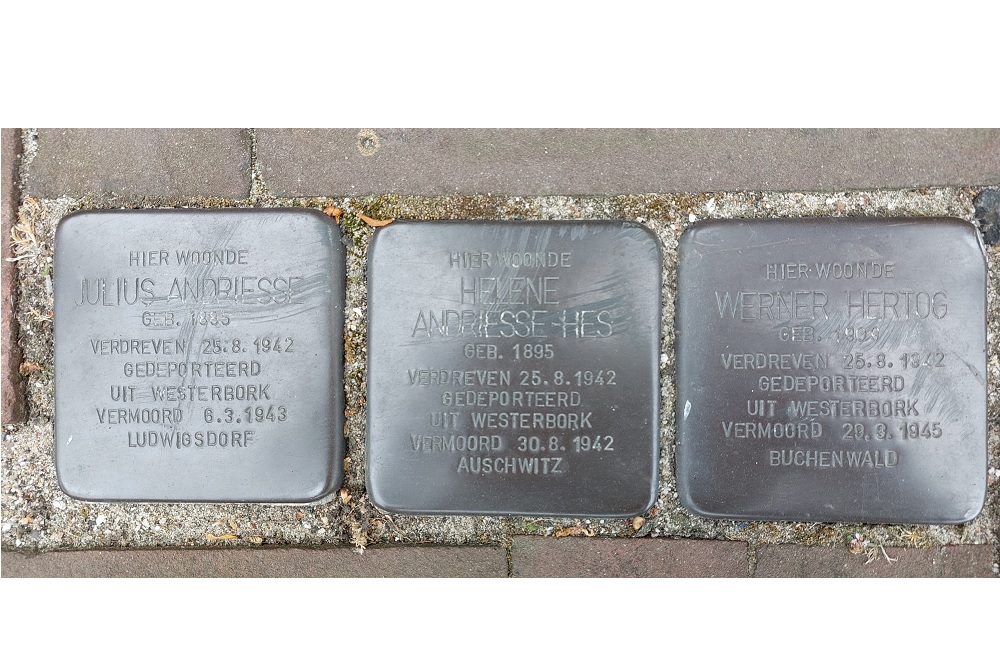 HIER WOONDE
JULIUS ANDRIESSE
GEB.
VERDREVEN 25.8.1942
GEDEPORTEERD
UIT WESTERBORK
VERMOORD 6.3.1943
LUDWIGSDORF
HIER WOONDE
HELENE
ANDRIESSE-HES
GEB. 1895
VERDREVEN 25.8.1942
GEDEPORTEERD
UIT WESTERBORK
VERMOORD 30.8.1942
AUSCHWITZ
HIER WOONDE
WERNER HERTOG
GEB.
VERDREVEN 25.8.1942
GEDEPORTEERD
UIT WESTERBORK
VERMOORD
BUCHENWALD